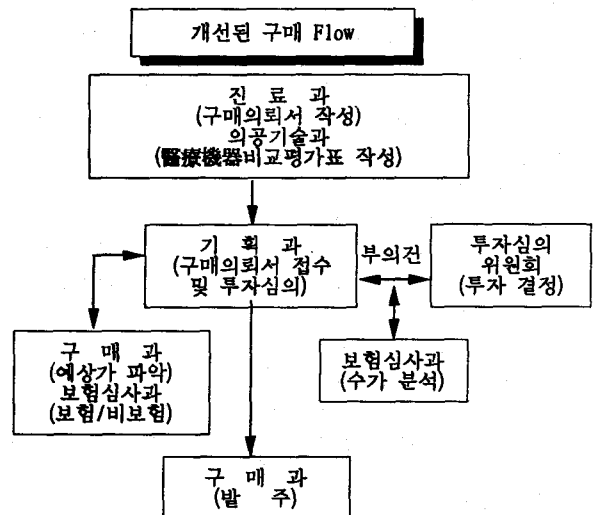 개선된 구매 Flow
진 료 과
(구매의뢰서 작성)
의공기술과
(醫療機器비교평가표 작성)
기 획 과
(구매의뢰서 접수
및 투자심의)
부의건
투자심의
위원회
(투자 결정)
구 매 과
(예상가 파악)
보험심사과
(보험/비보험)
보험심사과
(수가 분석)
구 매 과
(발 주)